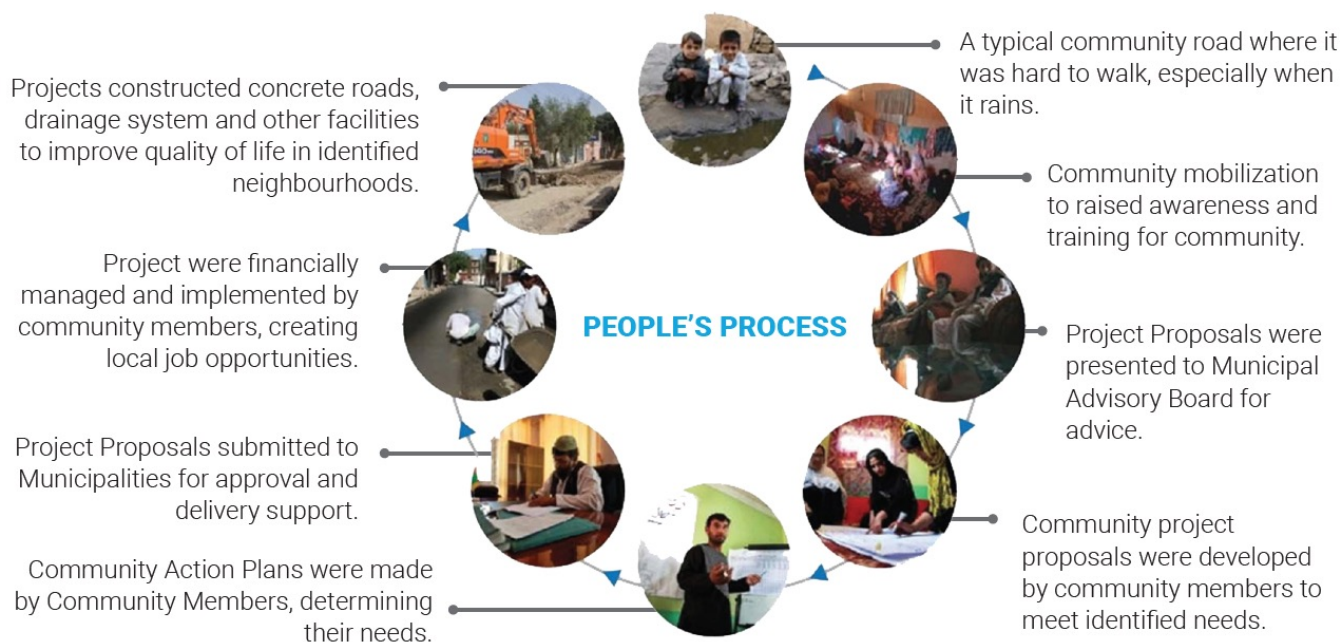 A typical community road where it
was hard to walk, especially when
it rains.
Community mobilization
to raised awareness and
training for community.
Project Proposals were
presented to Municipal
Advisory Board for
advice.
Community project
proposals were developed
by community members to
meet identified needs.
Community Action Plans were made
by Community Members, determining
their needs.
Project Proposals submitted to
Municipalities for approval and
delivery support.
Project were financially
managed and implemented by
community members, creating
local job opportunities.
Projects constructed concrete roads,
drainage system and other facilities
to improve quality of life in identified
neighbourhoods.
PEOPLE'S PROCESS